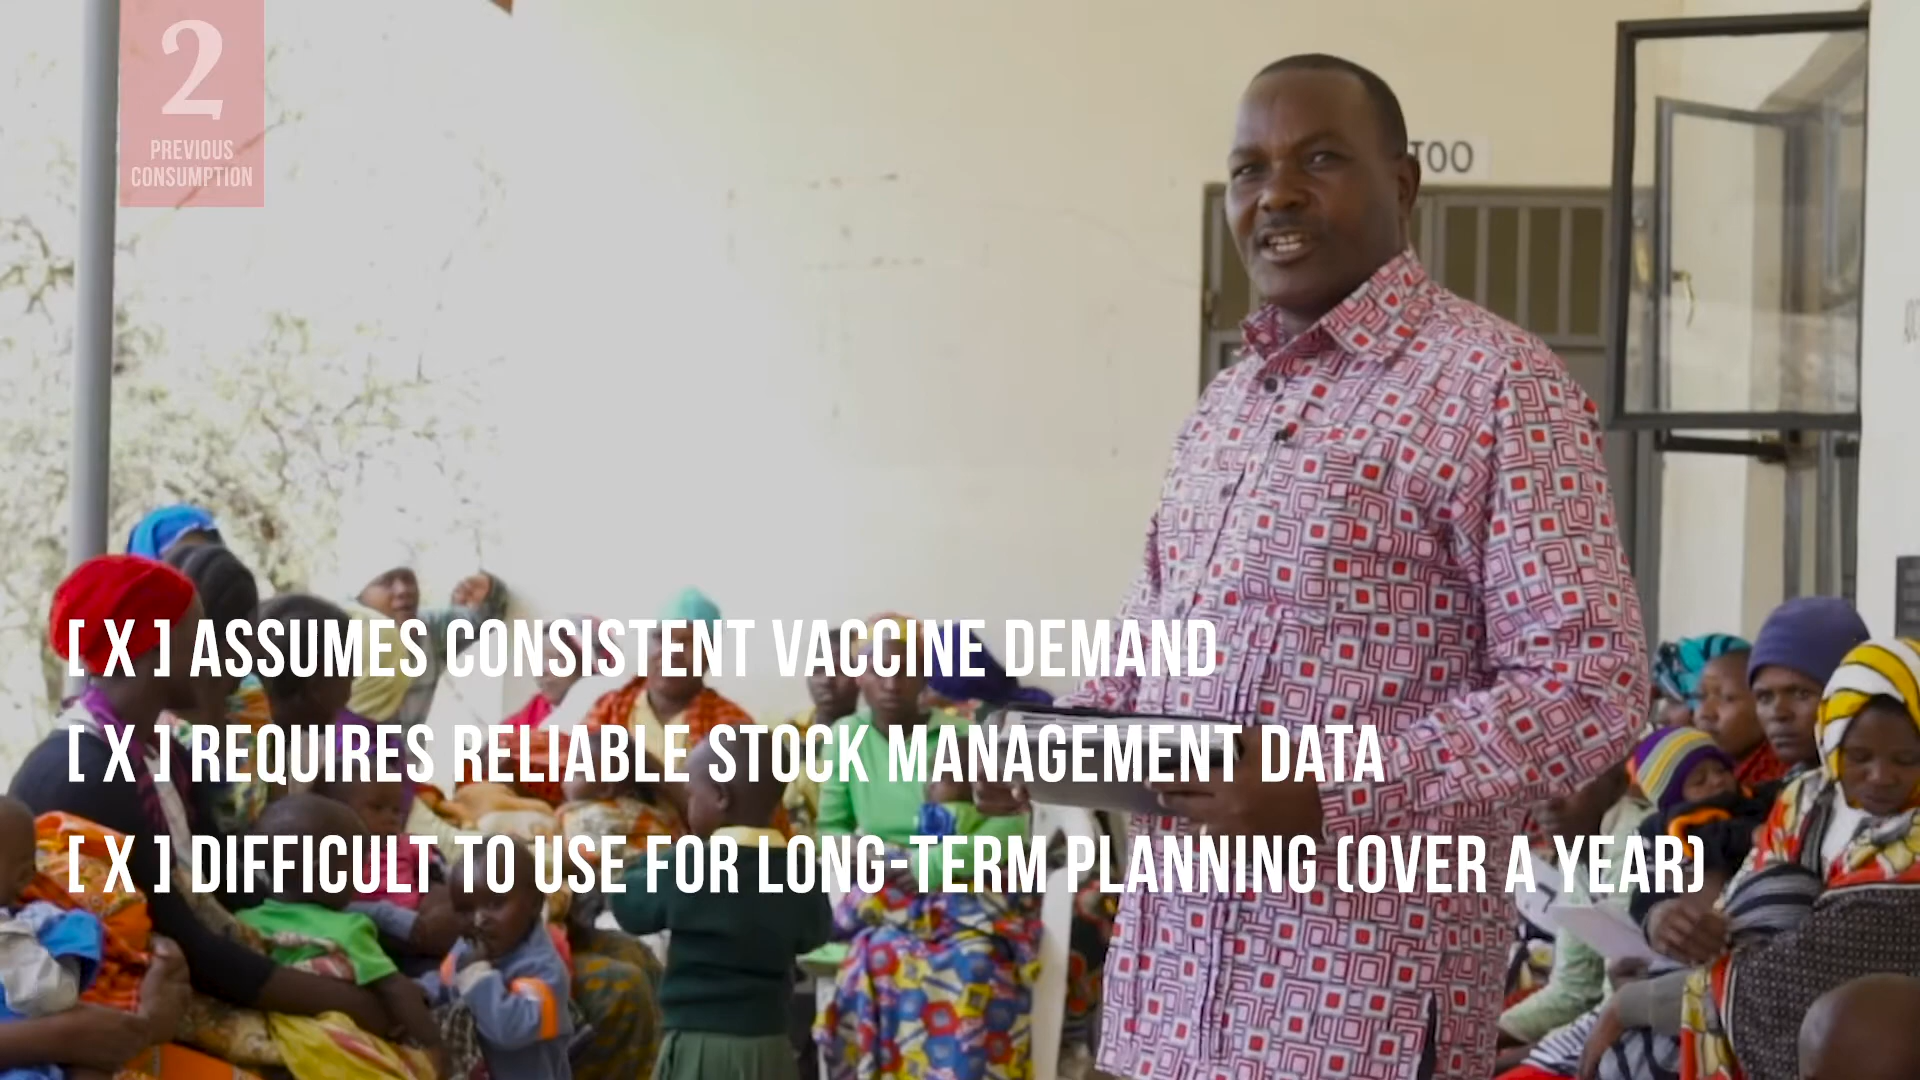 2
PREVIOUS
CONSUMPTION
TOO
[ X ] ASSUMES CONSISTENT VACCINE DEMAND
[ X ] REQUIRES RELIABLE STOCK MANAGEMENT DATA
[ X ] DIFFICULT TO USE FOR LONG-TERM PLANNING (OVER A YEAR)